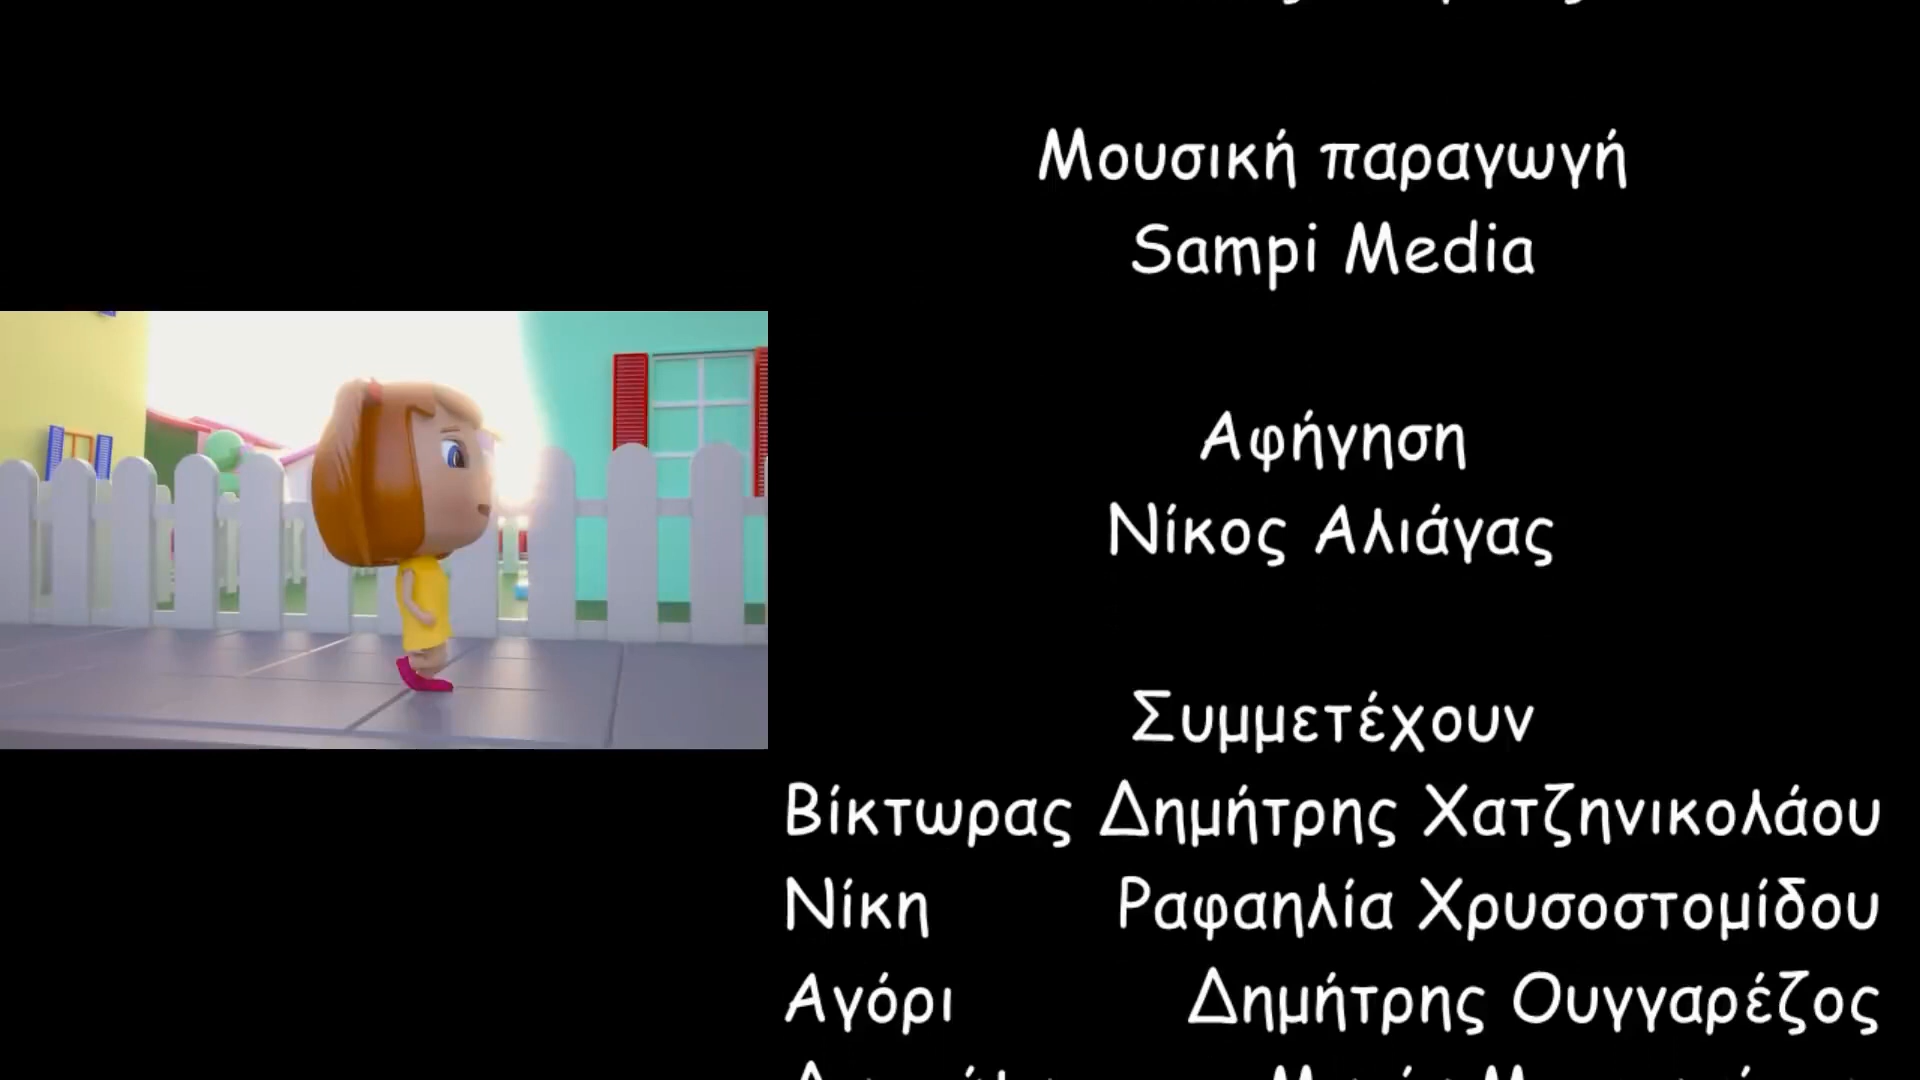 Μουσική παραγωγή
Sampi Media
Αφήγηση
Νίκος Αλιάγας
Συμμετέχουν
Βίκτωρας Δημήτρης Χατζηνικολάου
Νίκη Ραφαηλία Χρυσοστομίδου
Αγόρι Δημήτρης Ουγγαρέζος